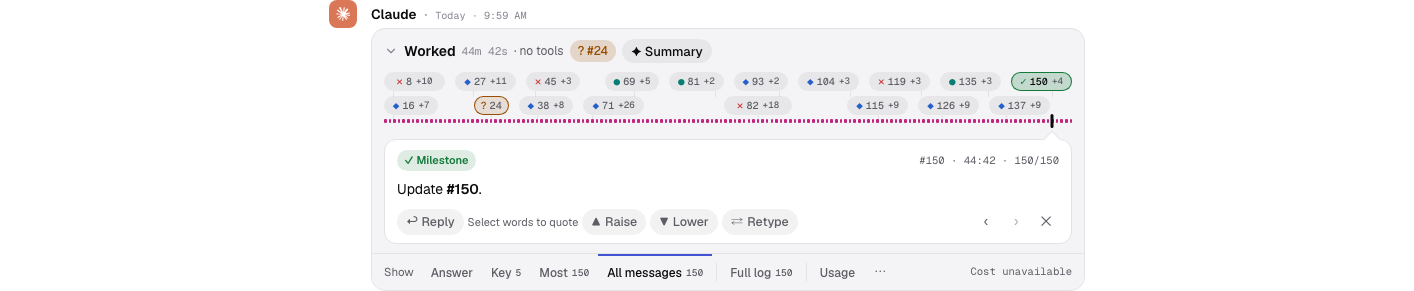 Claude · Today · 9:59 AM
Worked 44m 42s · no tools ? #24 ✦ Summary
× 8 +10 ◆ 27 +11 × 45 +3 ● 69 +5 ● 81 +2 ◆ 93 +2 ◆ 104 +3 × 119 +3 ● 135 +3 ✓ 150 +4
◆ 16 +7 ? 24 ◆ 38 +8 ◆ 71 +26 × 82 +18 ◆ 115 +9 ◆ 126 +9 ◆ 137 +9
✓ Milestone #150 · 44:42 · 150/150
Update #150.
↩ Reply Select words to quote ▲ Raise ▼ Lower ⇄ Retype ‹ › ×
Show Answer Key 5 Most 150 All messages 150 Full log 150 Usage ··· Cost unavailable